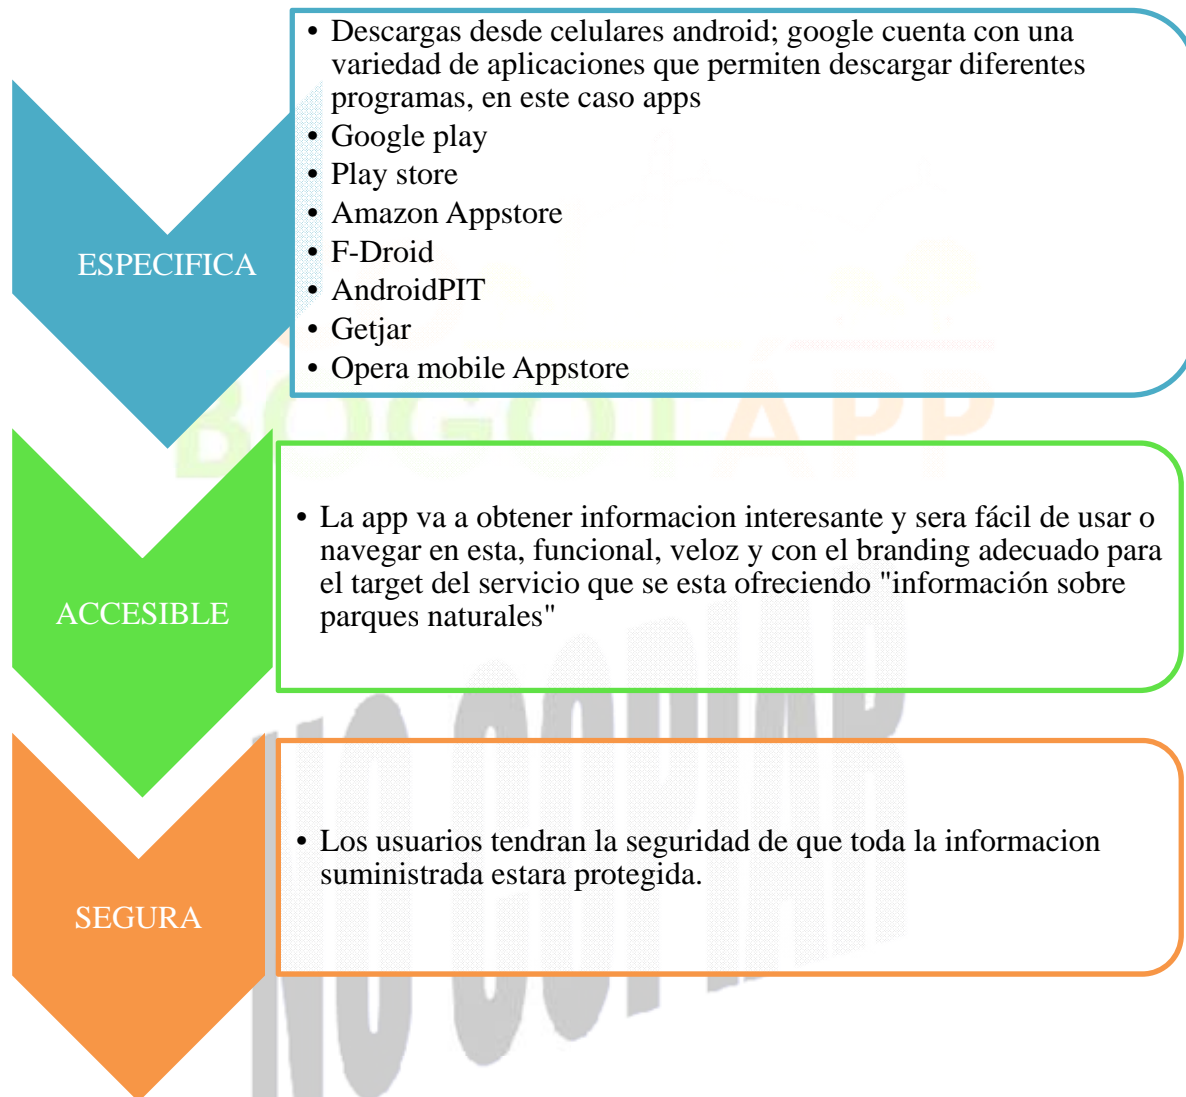 • Descargas desde celulares android; google cuenta con una
variedad de aplicaciones que permiten descargar diferentes
programas, en este caso apps
• Google play
• Play store
• Amazon Appstore
• F-Droid
• AndroidPIT
• Getjar
• Opera mobile Appstore
ESPECIFICA
BOGOTAPP
• La app va a obtener informacion interesante y sera fácil de usar o
navegar en esta, funcional, veloz y con el branding adecuado para
el target del servicio que se esta ofreciendo "información sobre
parques naturales"
ACCESIBLE
NO COPIAR
• Los usuarios tendran la seguridad de que toda la informacion
suministrada estara protegida.
SEGURA